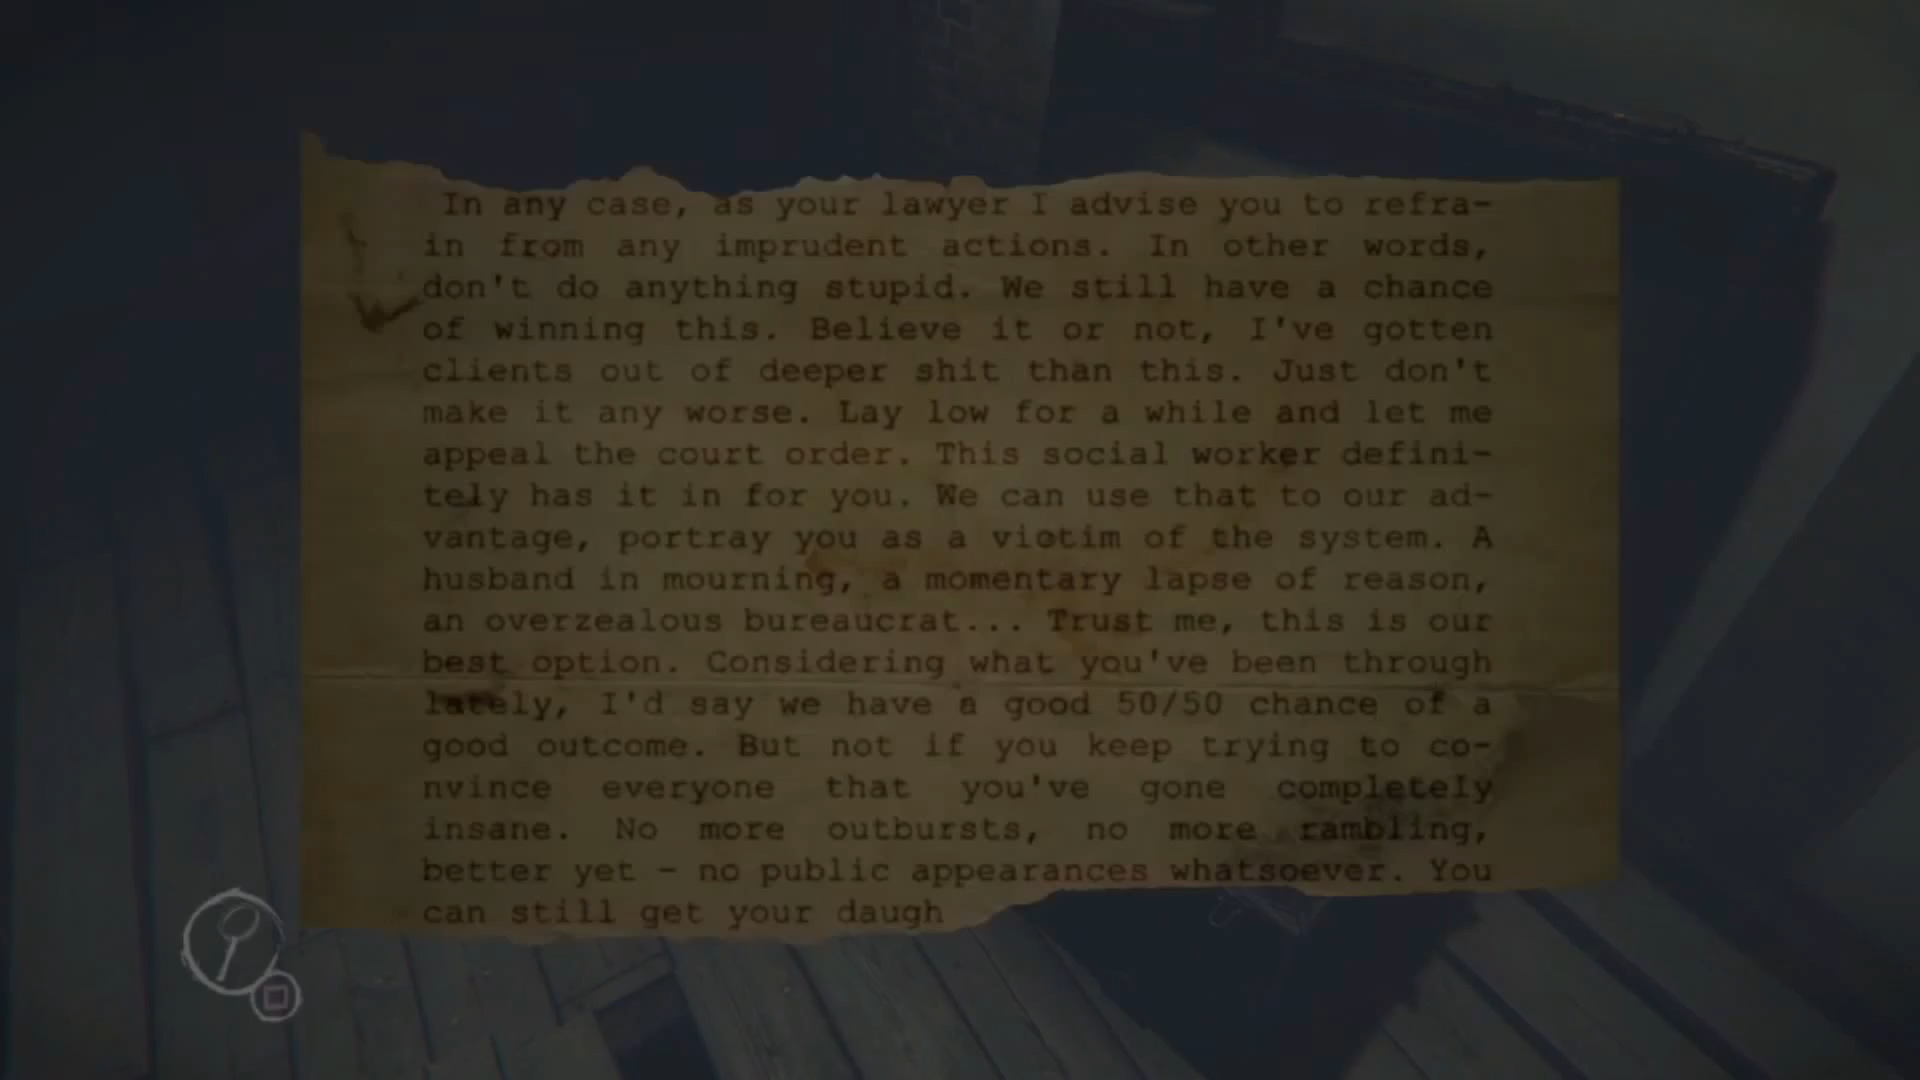 In any case, as your lawyer I advise you to refra-
in from any imprudent actions. In other words,
don't do anything stupid. We still have a chance
of winning this. Believe it or not, I've gotten
clients out of deeper shit than this. Just don't
make it any worse. Lay low for a while and let me
appeal the court order. This social worker defini-
tely has it in for you. We can use that to our ad-
vantage, portray you as a victim of the system. A
husband in mourning, a momentary lapse of reason,
an overzealous bureaucrat... Trust me, this is our
best option. Considering what you've been through
lately, I'd say we have a good 50/50 chance of a
good outcome. But not if you keep trying to co-
nvince everyone that you've gone completely
insane. No more outbursts, no more rambling,
better yet - no public appearances whatsoever. You
can still get your daugh